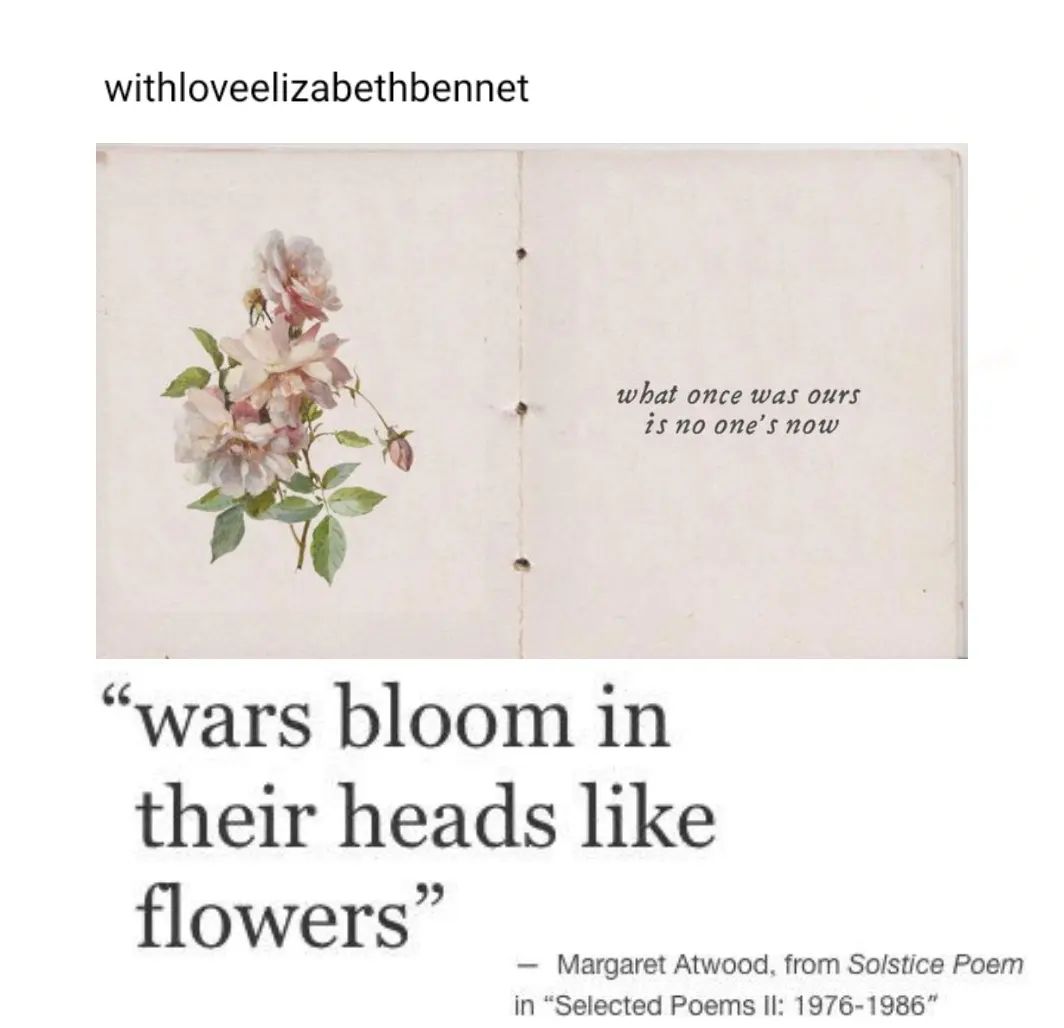 withloveelizabethbennet
what once was ours
is no one's now
“wars bloom in
their heads like
flowers”
— Margaret Atwood, from Solstice Poem
in “Selected Poems II: 1976-1986”